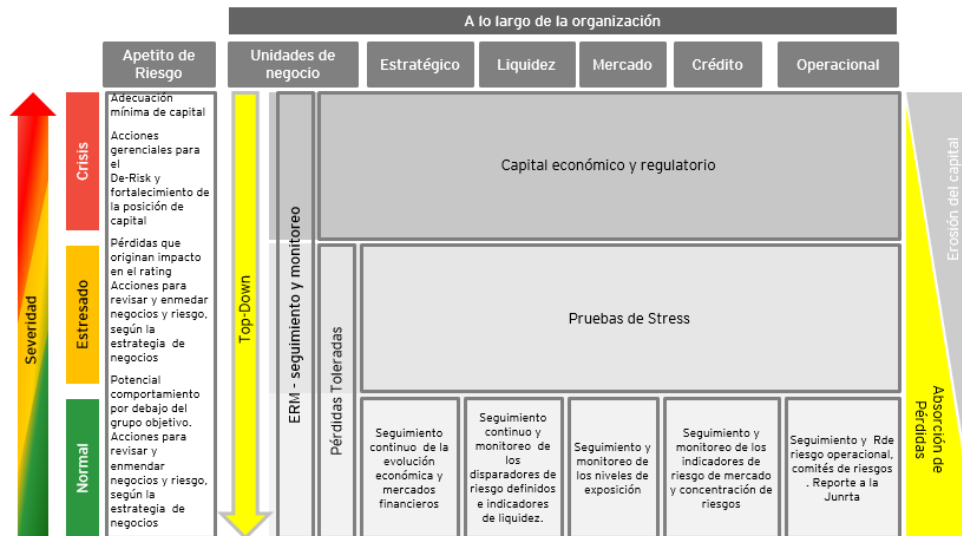 A lo largo de la organización
Apetito de
Riesgo
Unidades de
negocio
Estratégico
Liquidez
Mercado
Crédito
Operacional
Severidad
Crisis
Adecuación
mínima de capital
Acciones
gerenciales para
el
De-Risk y
fortalecimiento de
la posición de
capital
Estresado
Pérdidas que
originan impacto
en el rating
Acciones para
revisar y enmedar
negocios y riesgo,
según la
estrategia de
negocios
Normal
Potencial
comportamiento
por debajo del
grupo objetivo.
Acciones para
revisar y
enmendar
negocios y riesgo,
según la
estrategia de
negocios
Top-Down
ERM - seguimiento y monitoreo
Pérdidas Toleradas
Capital económico y regulatorio
Pruebas de Stress
Seguimiento
continuo de la
evolución
económica y
mercados
financieros
Seguimiento
continuo y
monitoreo de
los
disparadores de
riesgo definidos
e indicadores
de liquidez.
Seguimiento y
monitoreo de
los niveles de
exposición
Seguimiento y
monitoreo de los
indicadores de
riesgo de mercado
y concentración de
riesgos
Seguimiento y Rde
riesgo operacional,
comités de riesgos
. Reporte a la
Junrta
Erosión del capital
Absorción de
Pérdidas